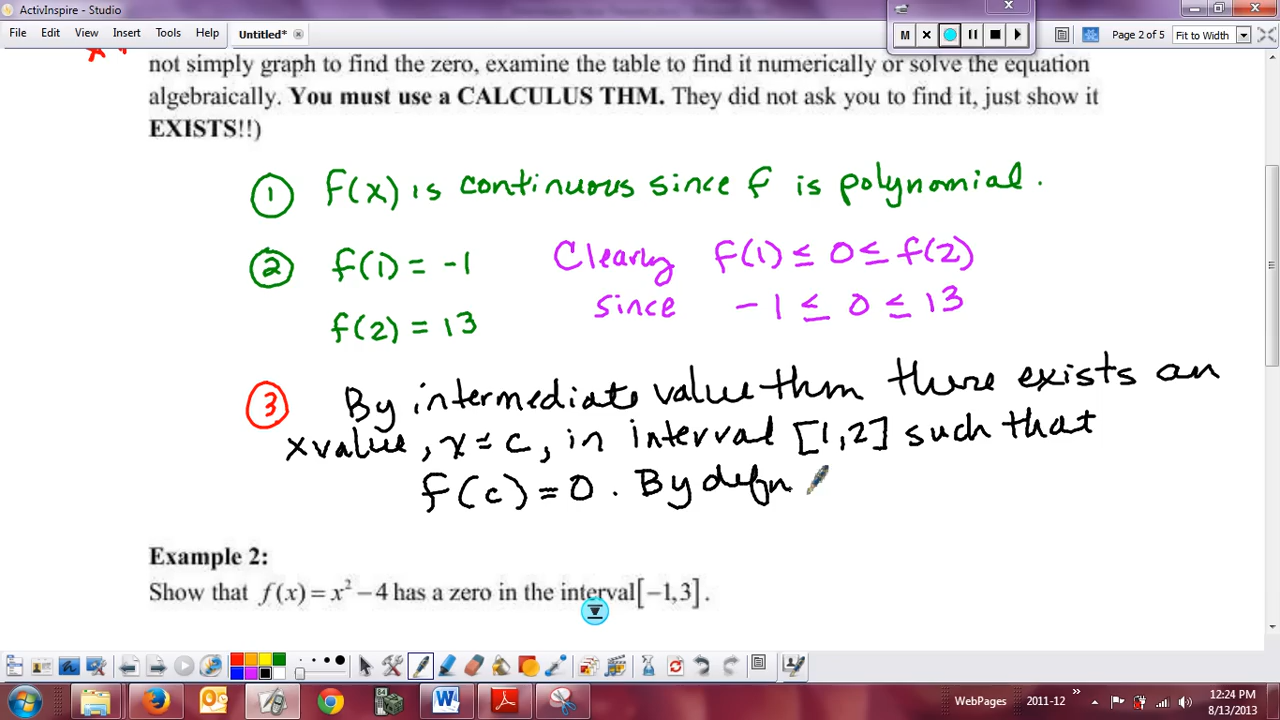 ActivInspire - Studio
File Edit View Insert Tools Help Untitled* Page 2 of 5 Fit to Width
M
not simply graph to find the zero, examine the table to find it numerically or solve the equation
algebraically. You must use a CALCULUS THM. They did not ask you to find it, just show it
EXISTS!!)
① f(x) is continuous since f is polynomial.
② f(1) = -1 Clearly f(1) ≤ 0 ≤ f(2)
f(2) = 13 since -1 ≤ 0 ≤ 13
③ By intermediate value thm there exists an
x value, x = c, in interval [1,2] such that
f(c) = 0. By defn
Example 2:
Show that f(x) = x² − 4 has a zero in the interval [−1,3].
WebPages 2011-12 » 12:24 PM
8/13/2013